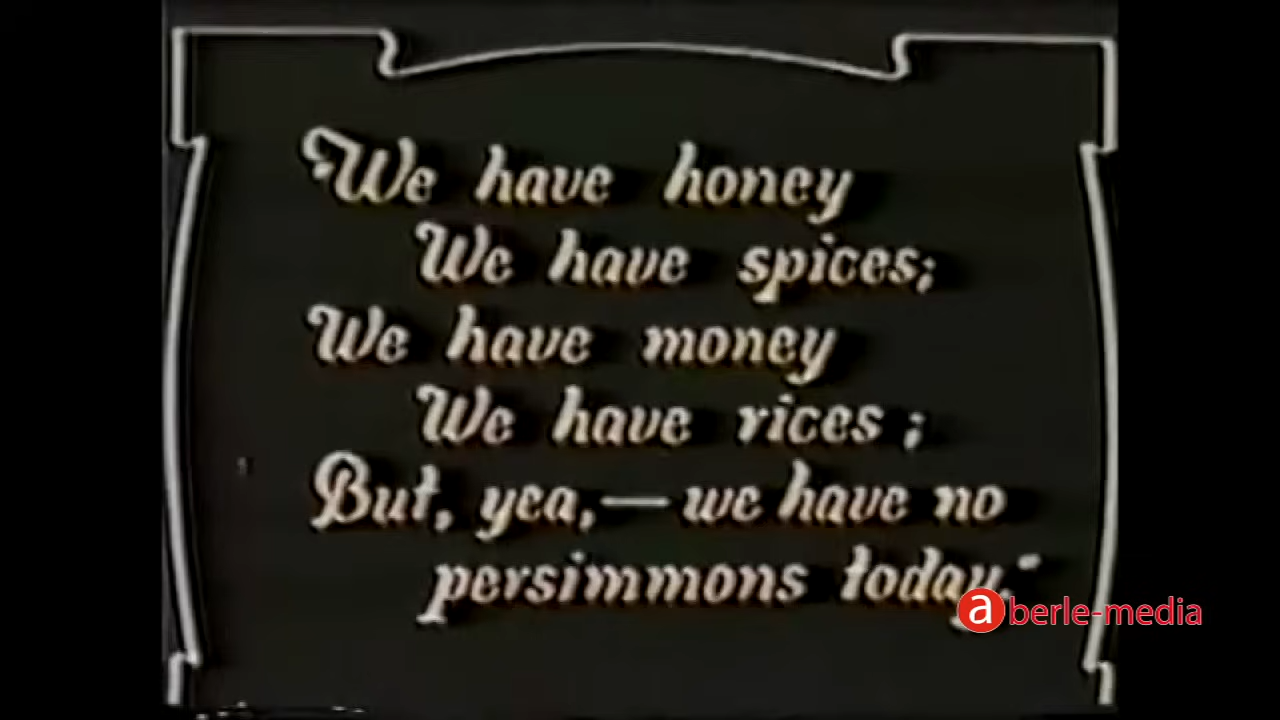 We have honey
We have spices;
We have money
We have rices;
But, yea,—we have no
persimmons today."
aberle-media